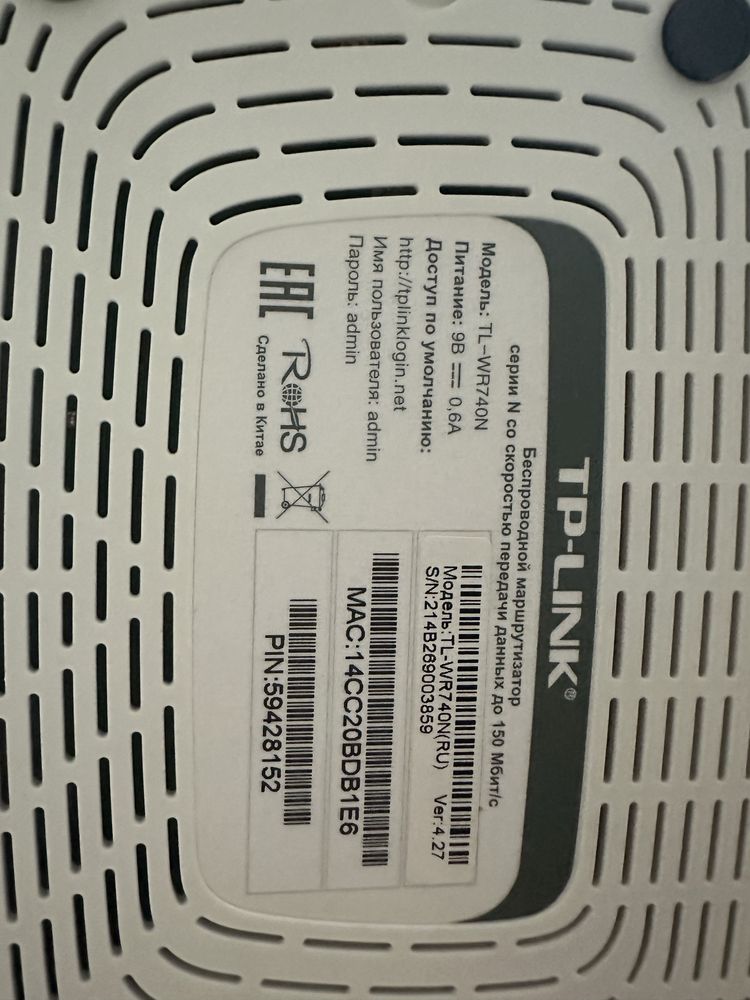 TP-LINK®
Беспроводной маршрутизатор
серии N со скоростью передачи данных до 150 Мбит/с
Модель: TL-WR740N
Питание: 9В ⎓ 0,6А
Доступ по умолчанию:
http://tplinklogin.net
Имя пользователя: admin
Пароль: admin
EAC RoHS
Сделано в Китае
Модель:TL-WR740N(RU) Ver:4.27
S/N:214B269003859
MAC:14CC20BDB1E6
PIN:59428152